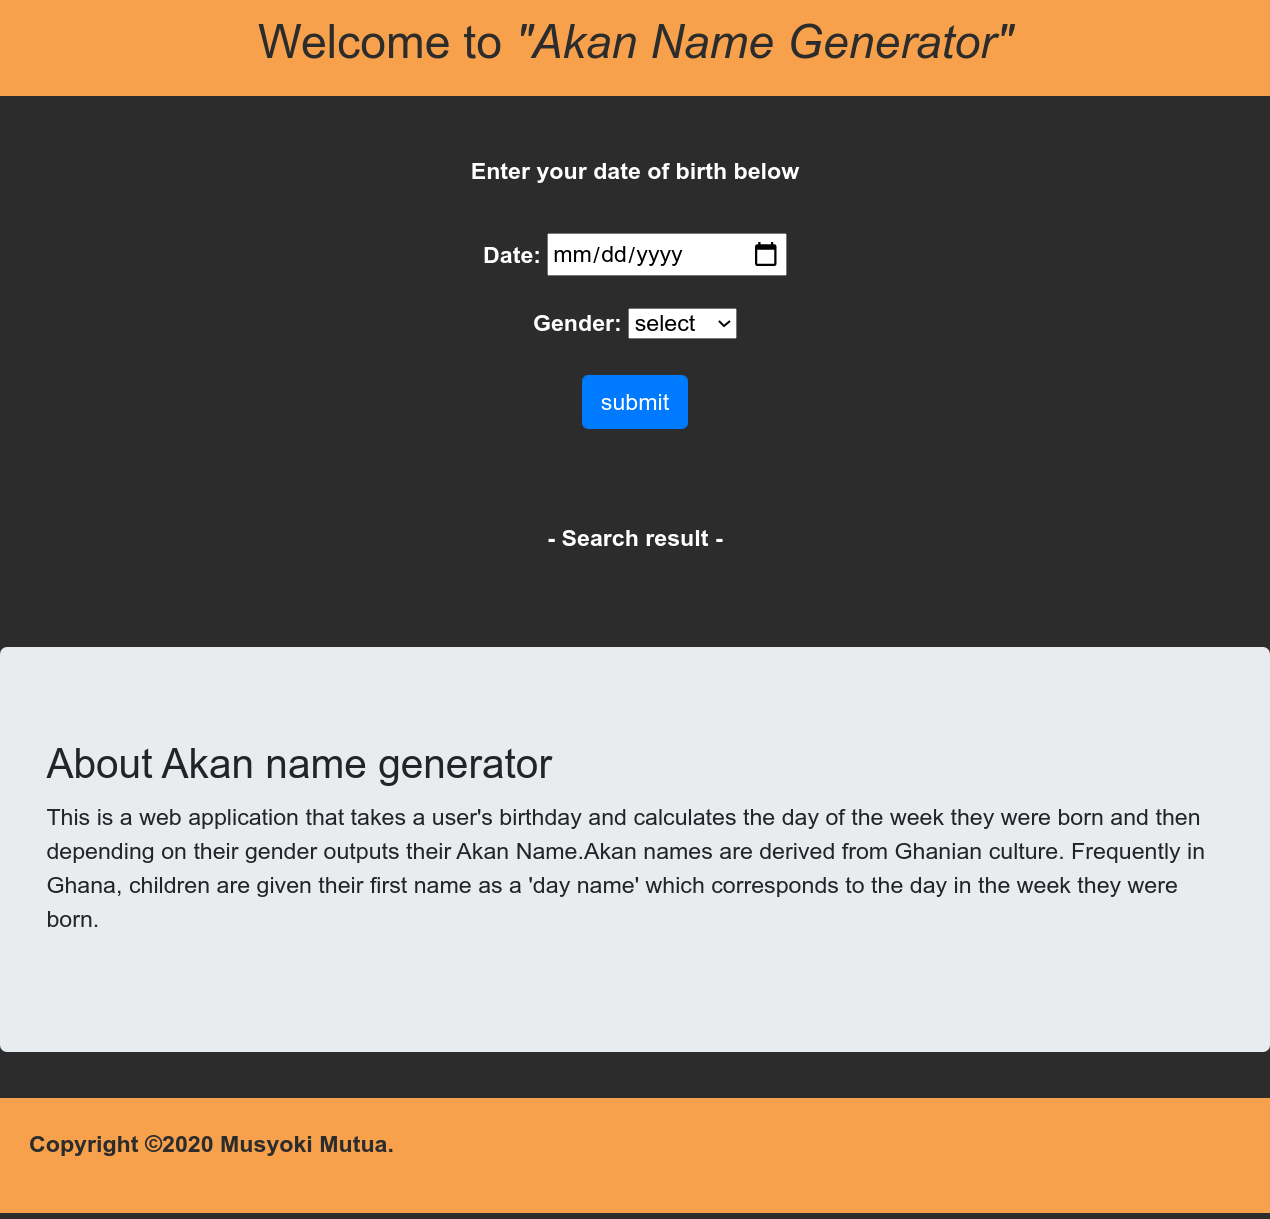 Welcome to "Akan Name Generator"
Enter your date of birth below
Date: mm/dd/yyyy
Gender: select
submit
- Search result -
About Akan name generator
This is a web application that takes a user's birthday and calculates the day of the week they were born and then
depending on their gender outputs their Akan Name.Akan names are derived from Ghanian culture. Frequently in
Ghana, children are given their first name as a 'day name' which corresponds to the day in the week they were
born.
Copyright ©2020 Musyoki Mutua.